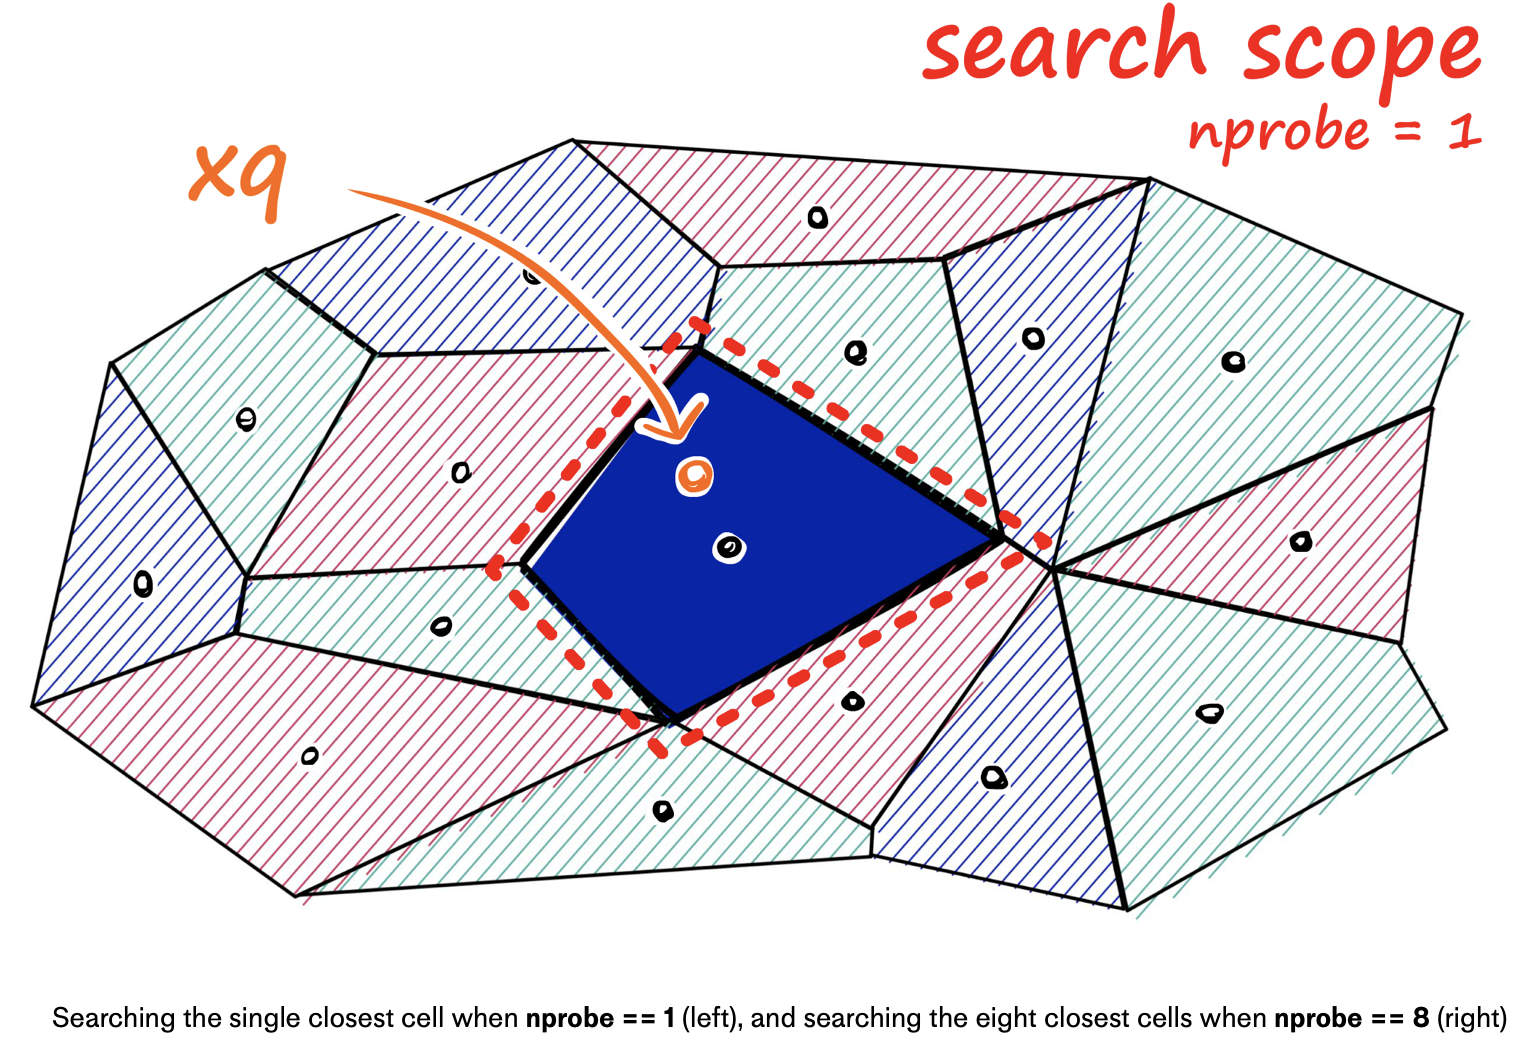 search scope
nprobe = 1
xq
Searching the single closest cell when nprobe == 1 (left), and searching the eight closest cells when nprobe == 8 (right)